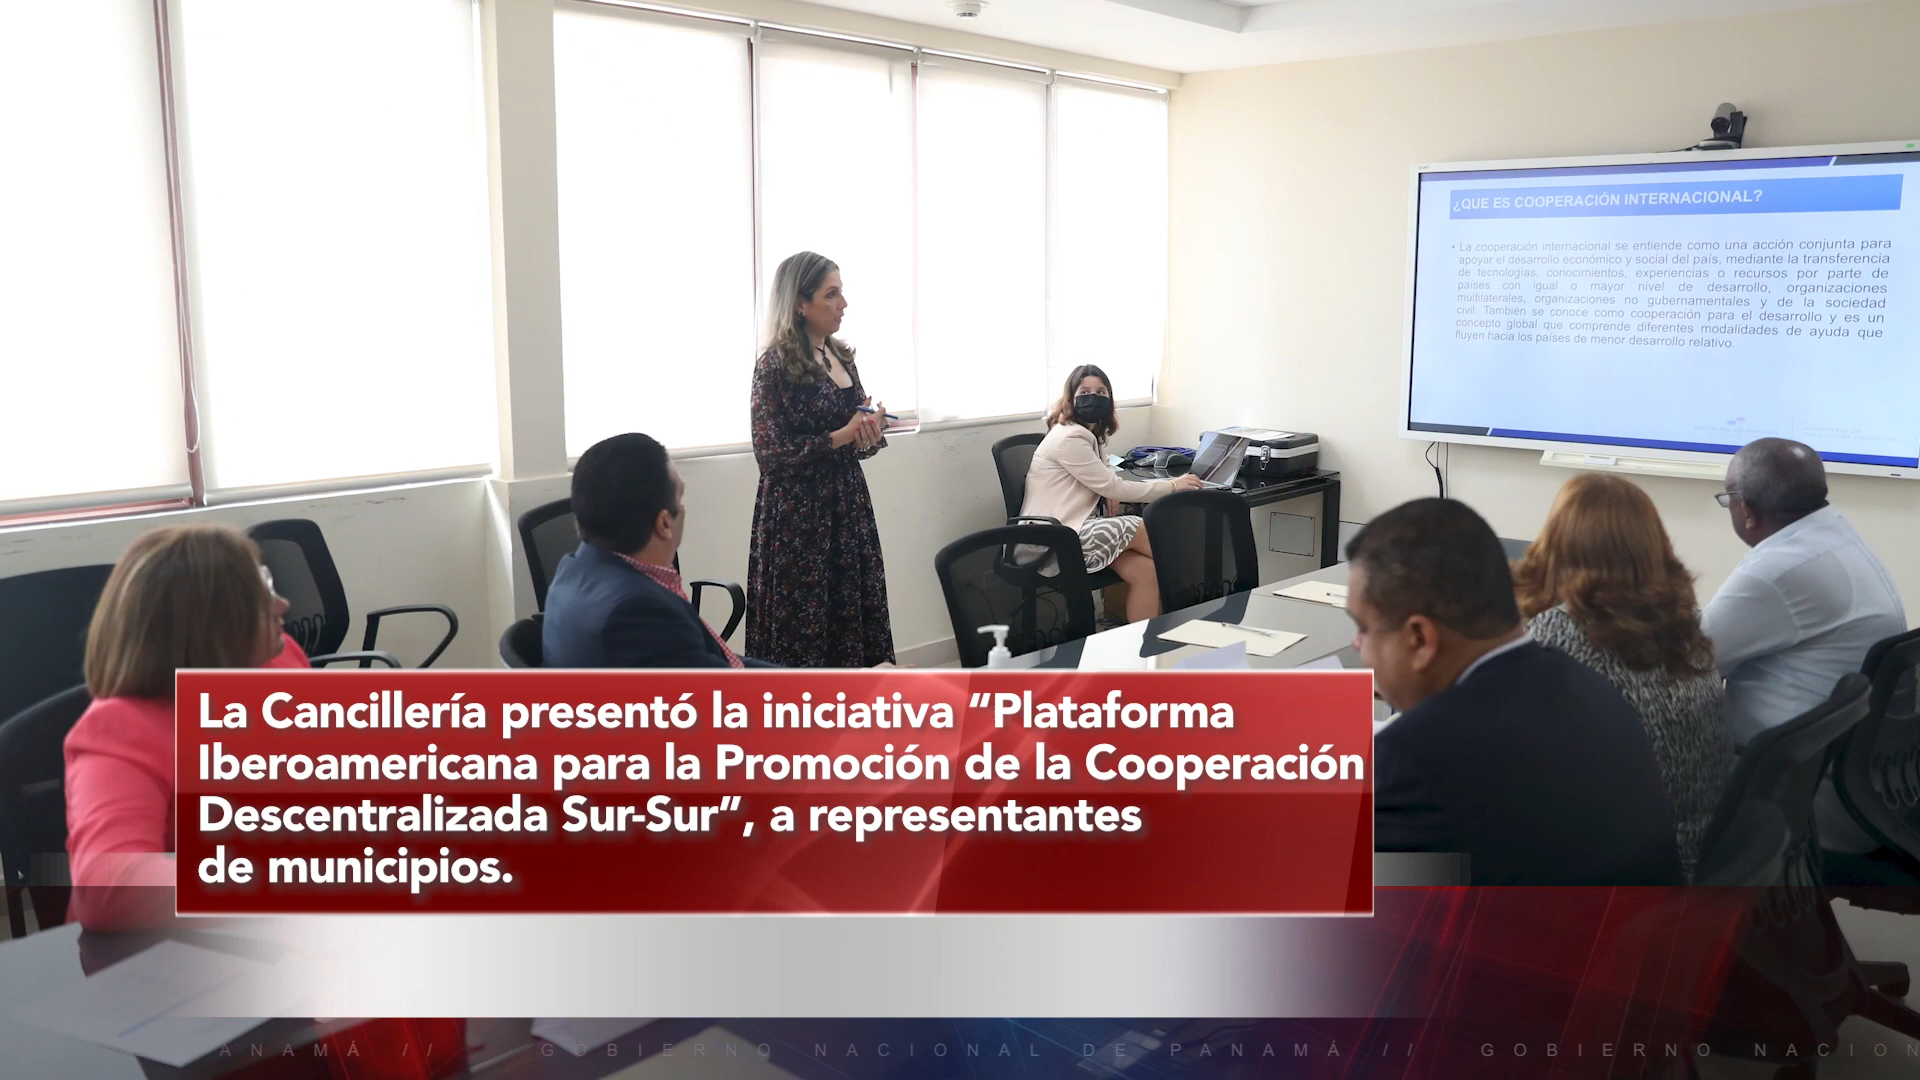 ¿QUE ES COOPERACIÓN INTERNACIONAL?
• La cooperación internacional se entiende como una acción conjunta para
apoyar el desarrollo económico y social del país, mediante la transferencia
de tecnologías, conocimientos, experiencias o recursos por parte de
países con igual o mayor nivel de desarrollo, organizaciones
multilaterales, organizaciones no gubernamentales y de la sociedad
civil. También se conoce como cooperación para el desarrollo y es un
concepto global que comprende diferentes modalidades de ayuda que
fluyen hacia los países de menor desarrollo relativo.
La Cancillería presentó la iniciativa “Plataforma
Iberoamericana para la Promoción de la Cooperación
Descentralizada Sur-Sur”, a representantes
de municipios.
ANAMÁ // GOBIERNO NACIONAL DE PANAMÁ // GOBIERNO NACION